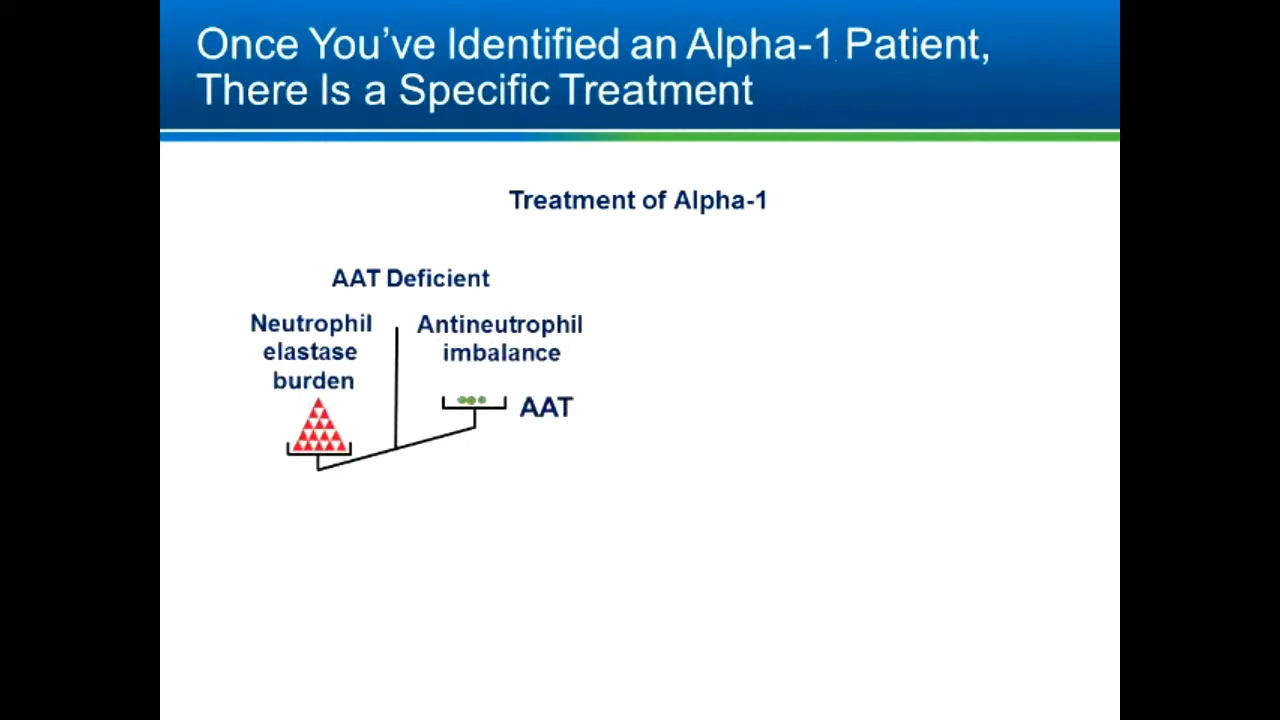 Once You've Identified an Alpha-1 Patient,
There Is a Specific Treatment
Treatment of Alpha-1
AAT Deficient
Neutrophil
elastase
burden
Antineutrophil
imbalance
AAT